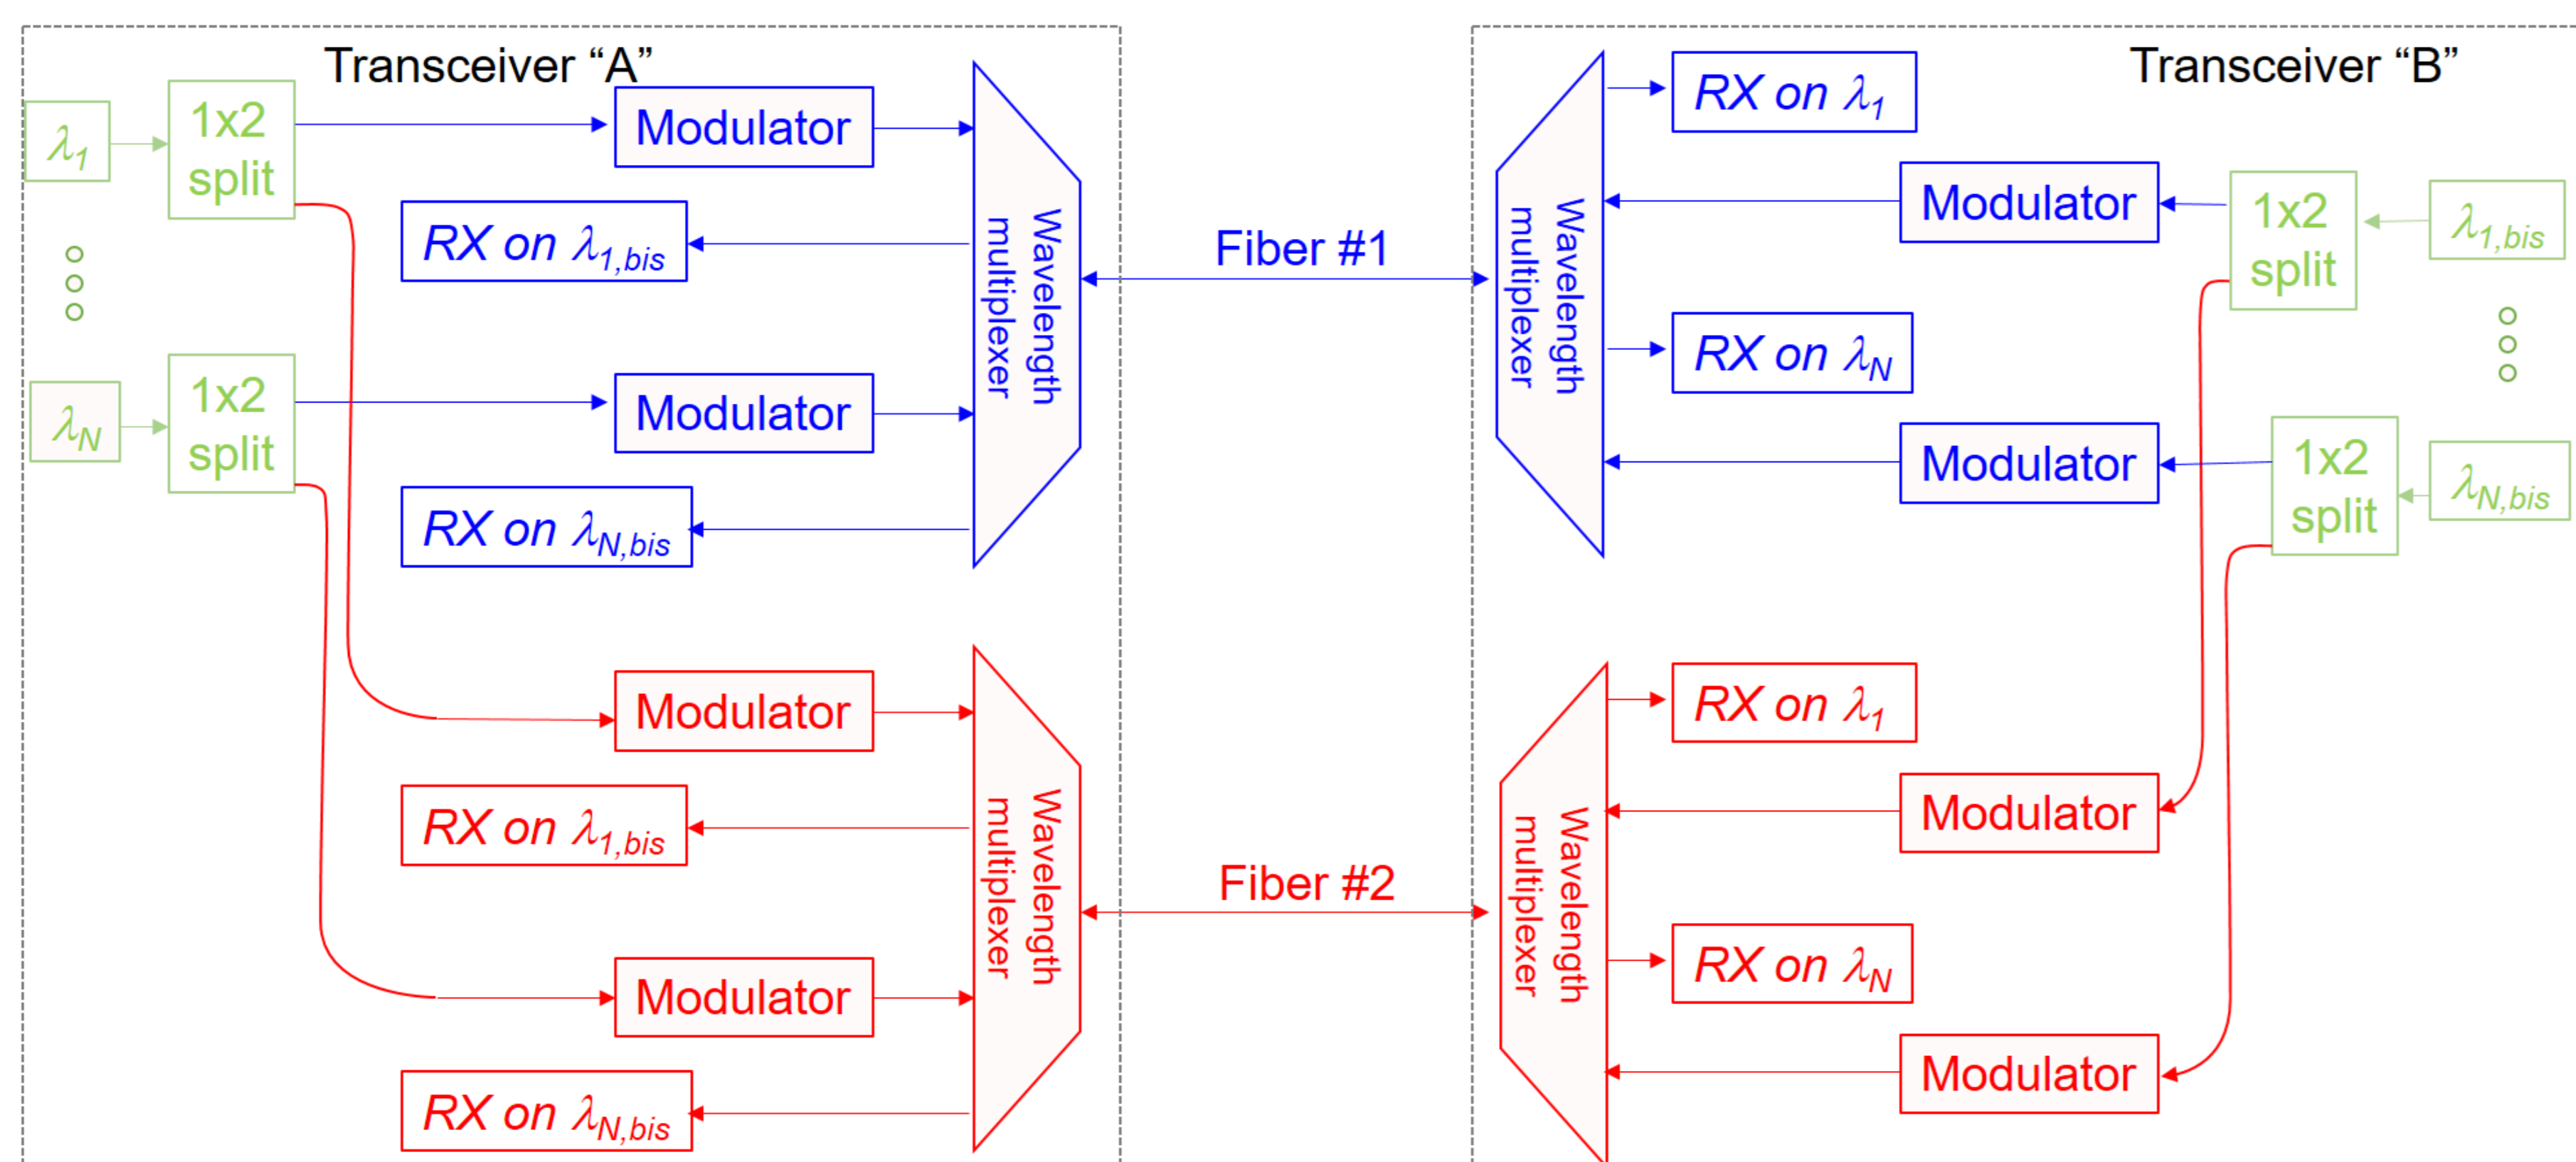 Transceiver “A”
λ1
1x2
split
Modulator
RX on λ1,bis
λN
1x2
split
Modulator
RX on λN,bis
Wavelength
multiplexer
Modulator
RX on λ1,bis
Modulator
RX on λN,bis
Wavelength
multiplexer
Fiber #1
Fiber #2
Transceiver “B”
Wavelength
multiplexer
RX on λ1
Modulator
1x2
split
λ1,bis
RX on λN
Modulator
1x2
split
λN,bis
Wavelength
multiplexer
RX on λ1
Modulator
RX on λN
Modulator